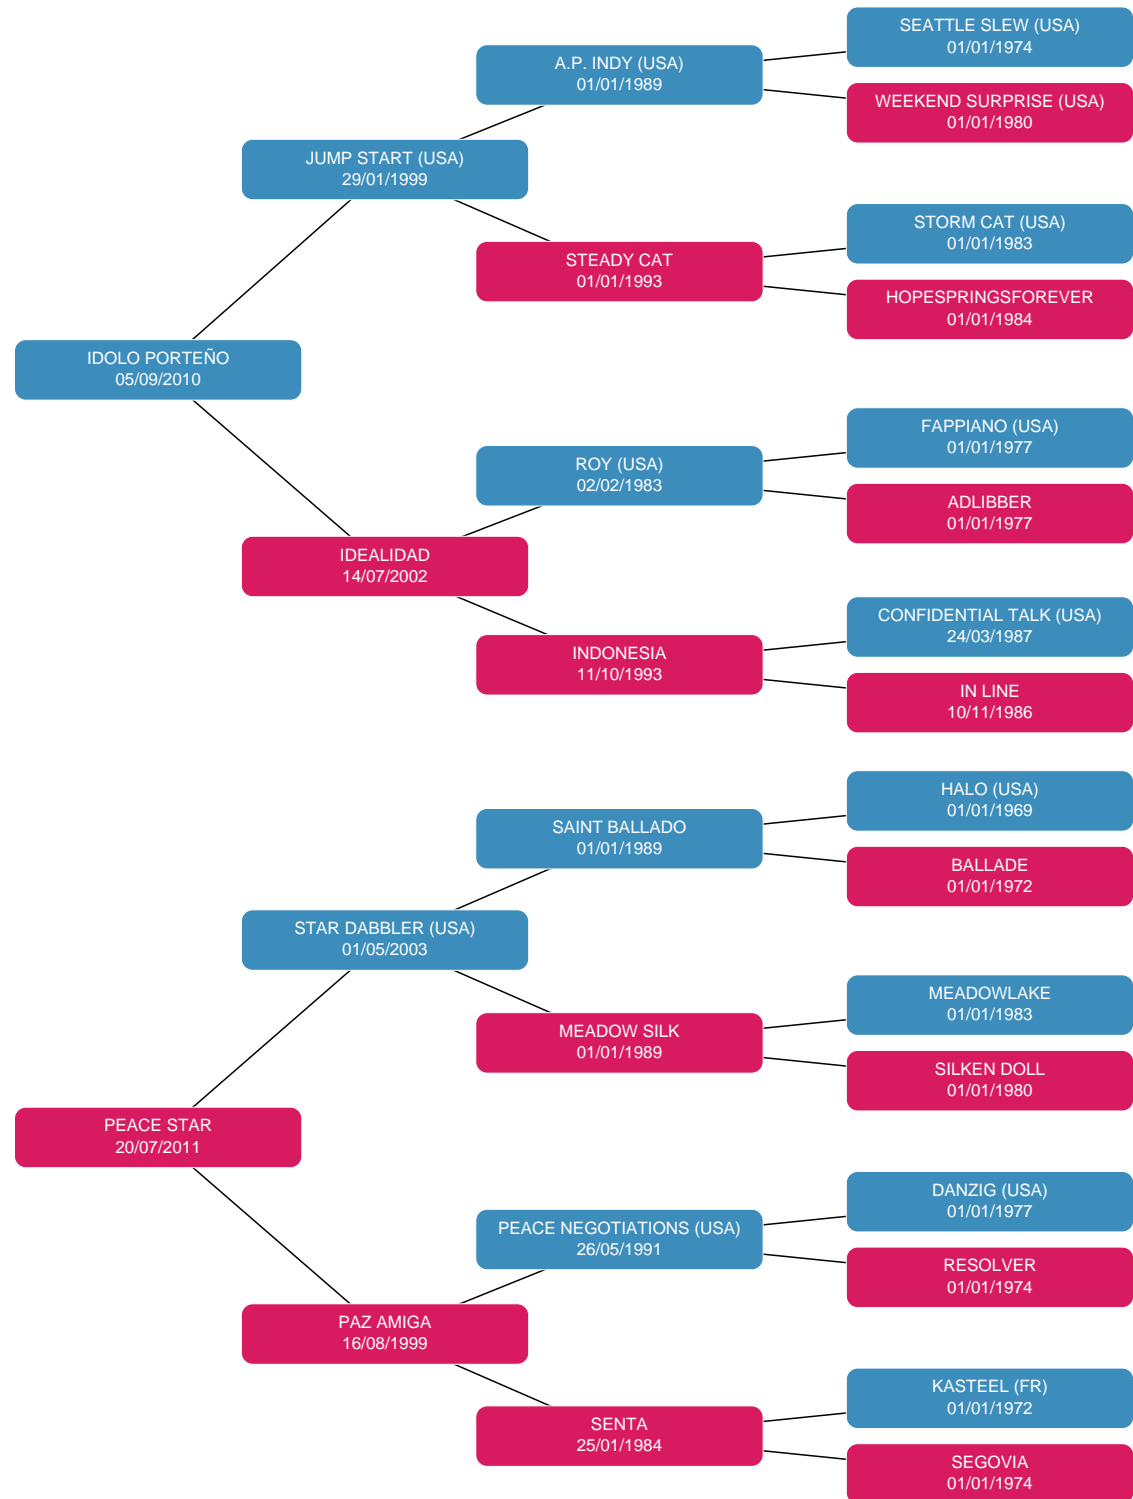 SEATTLE SLEW (USA)
01/01/1974
A.P. INDY (USA)
01/01/1989
WEEKEND SURPRISE (USA)
01/01/1980
JUMP START (USA)
29/01/1999
STORM CAT (USA)
01/01/1983
STEADY CAT
01/01/1993
HOPESPRINGSFOREVER
01/01/1984
IDOLO PORTEÑO
05/09/2010
FAPPIANO (USA)
01/01/1977
ROY (USA)
02/02/1983
ADLIBBER
01/01/1977
IDEALIDAD
14/07/2002
CONFIDENTIAL TALK (USA)
24/03/1987
INDONESIA
11/10/1993
IN LINE
10/11/1986
HALO (USA)
01/01/1969
SAINT BALLADO
01/01/1989
BALLADE
01/01/1972
STAR DABBLER (USA)
01/05/2003
MEADOWLAKE
01/01/1983
MEADOW SILK
01/01/1989
SILKEN DOLL
01/01/1980
PEACE STAR
20/07/2011
DANZIG (USA)
01/01/1977
PEACE NEGOTIATIONS (USA)
26/05/1991
RESOLVER
01/01/1974
PAZ AMIGA
16/08/1999
KASTEEL (FR)
01/01/1972
SENTA
25/01/1984
SEGOVIA
01/01/1974